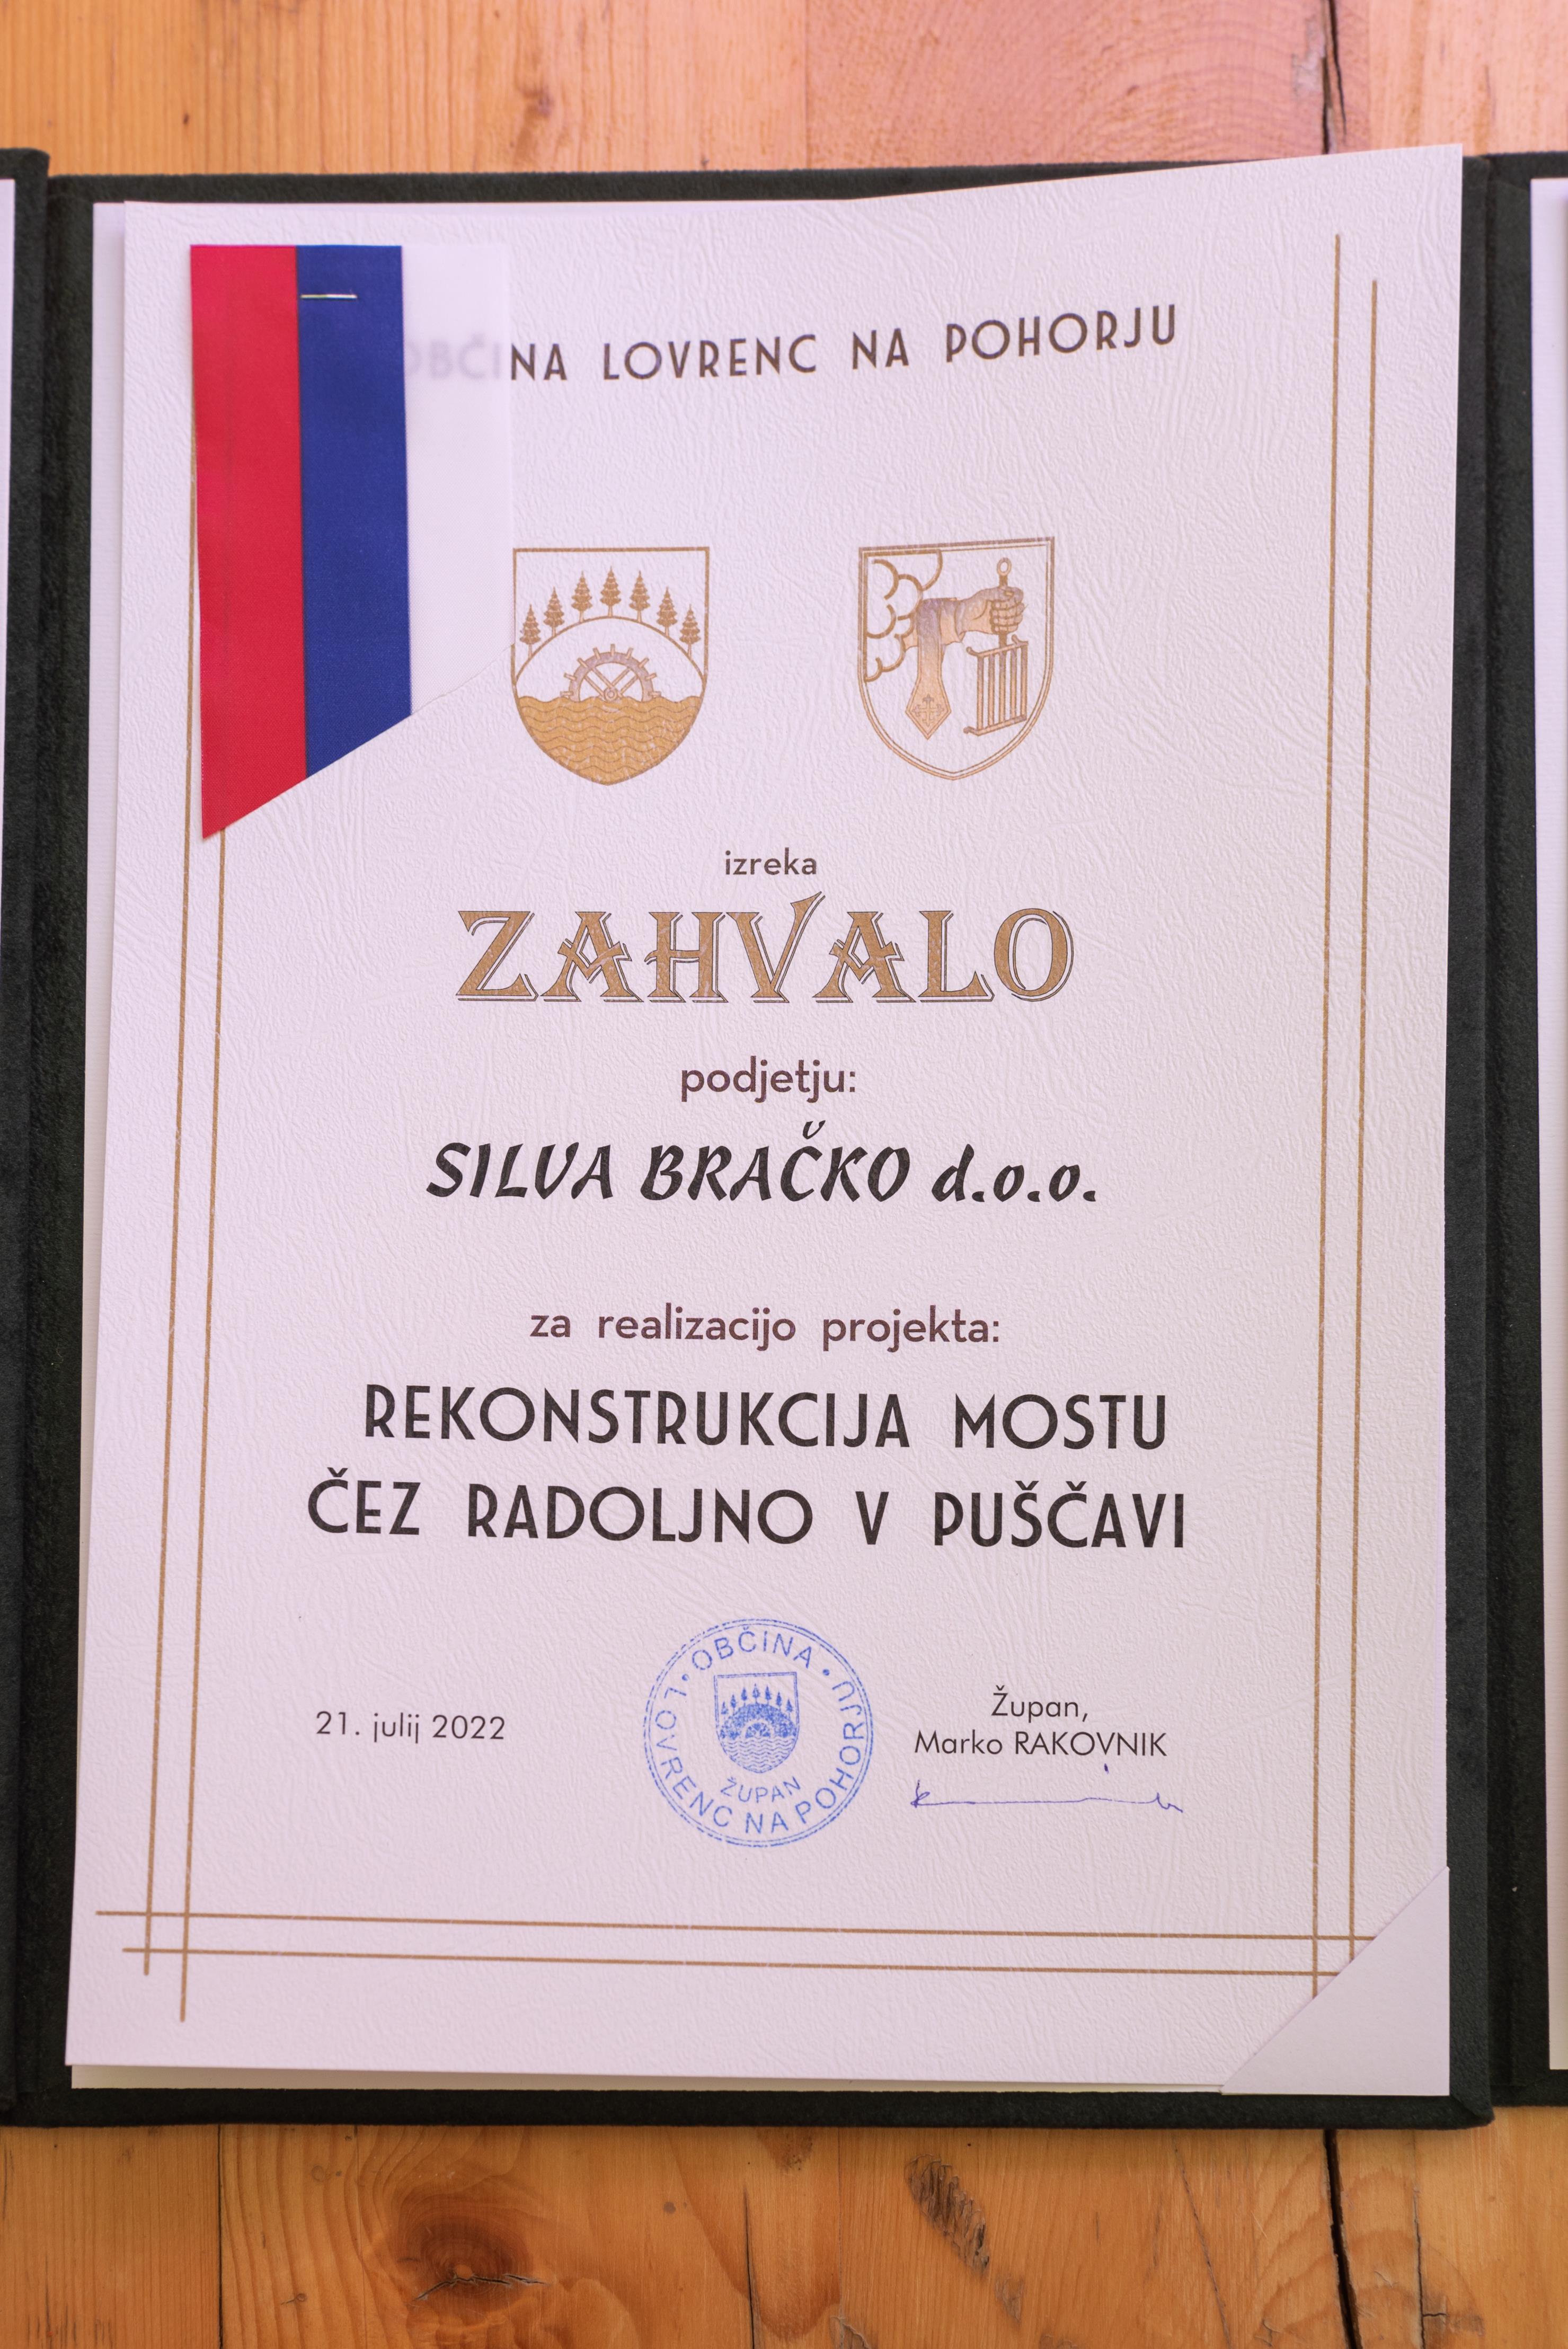 OBČINA LOVRENC NA POHORJU
izreka
ZAHVALO
podjetju:
SILVA BRAČKO d.o.o.
za realizacijo projekta:
REKONSTRUKCIJA MOSTU
ČEZ RADOLJNO V PUŠČAVI
21. julij 2022
• OBČINA •
LOVRENC NA POHORJU
ŽUPAN
Župan,
Marko RAKOVNIK